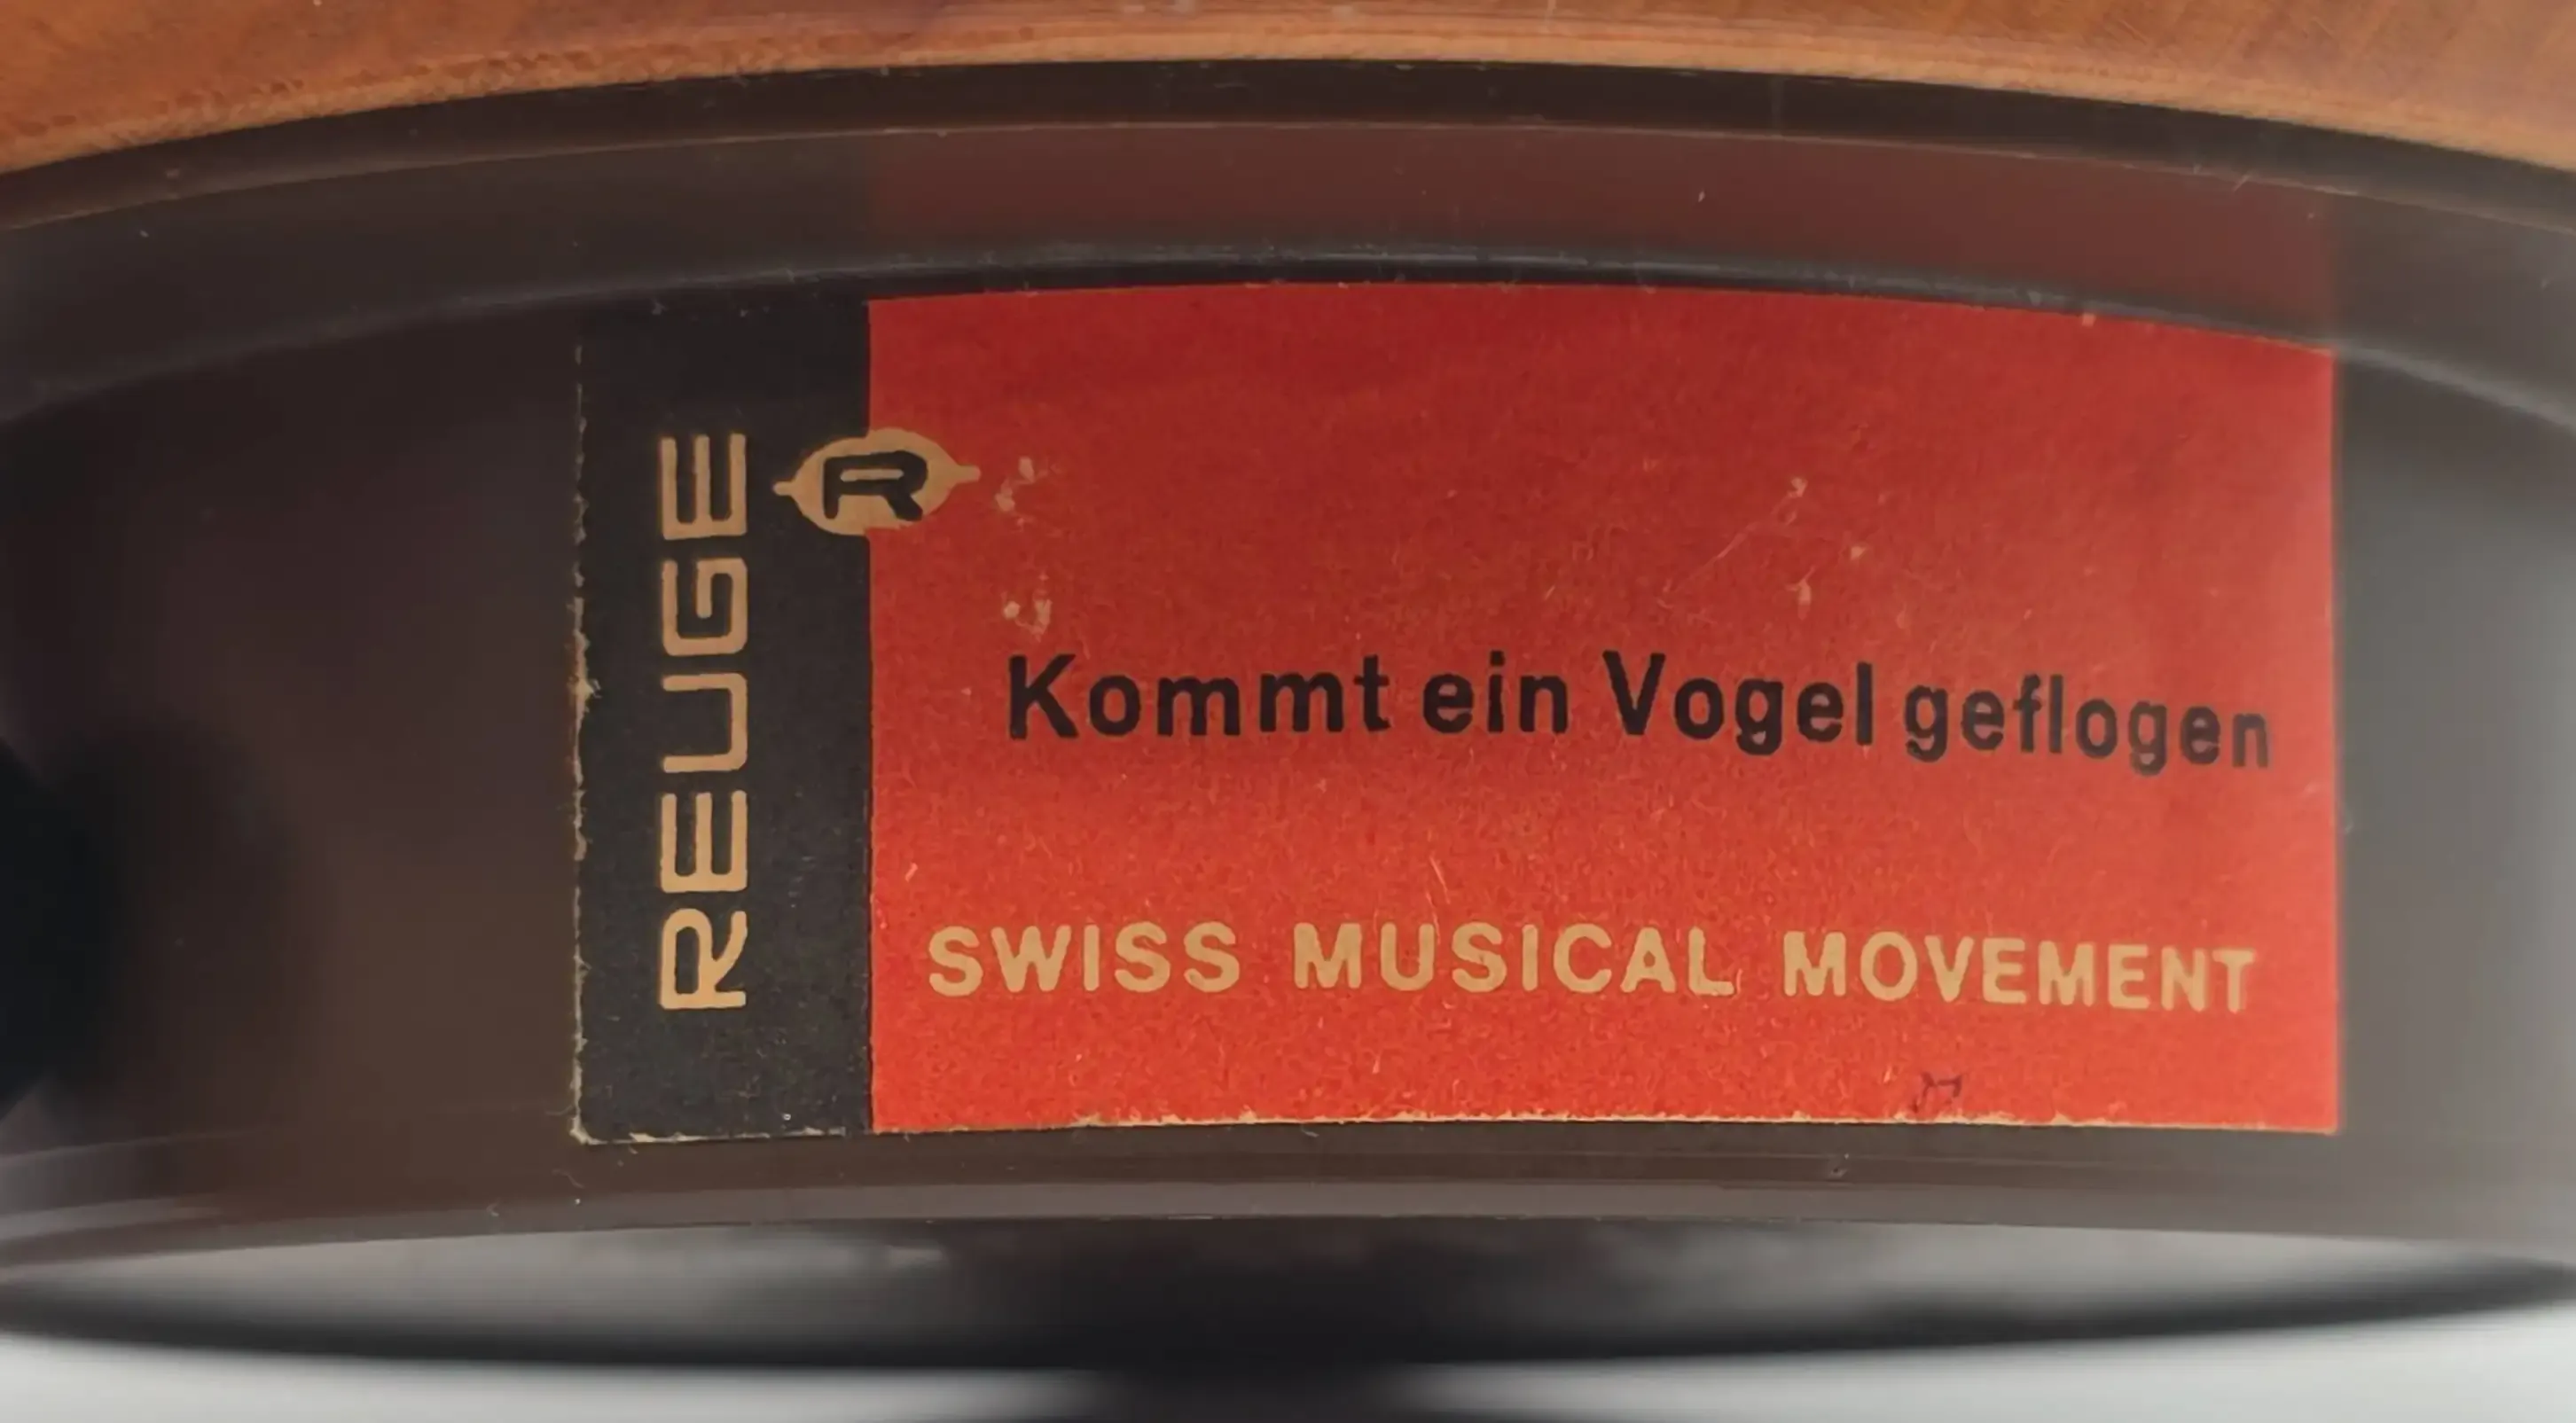 REUGE
R
Kommt ein Vogel geflogen
SWISS MUSICAL MOVEMENT